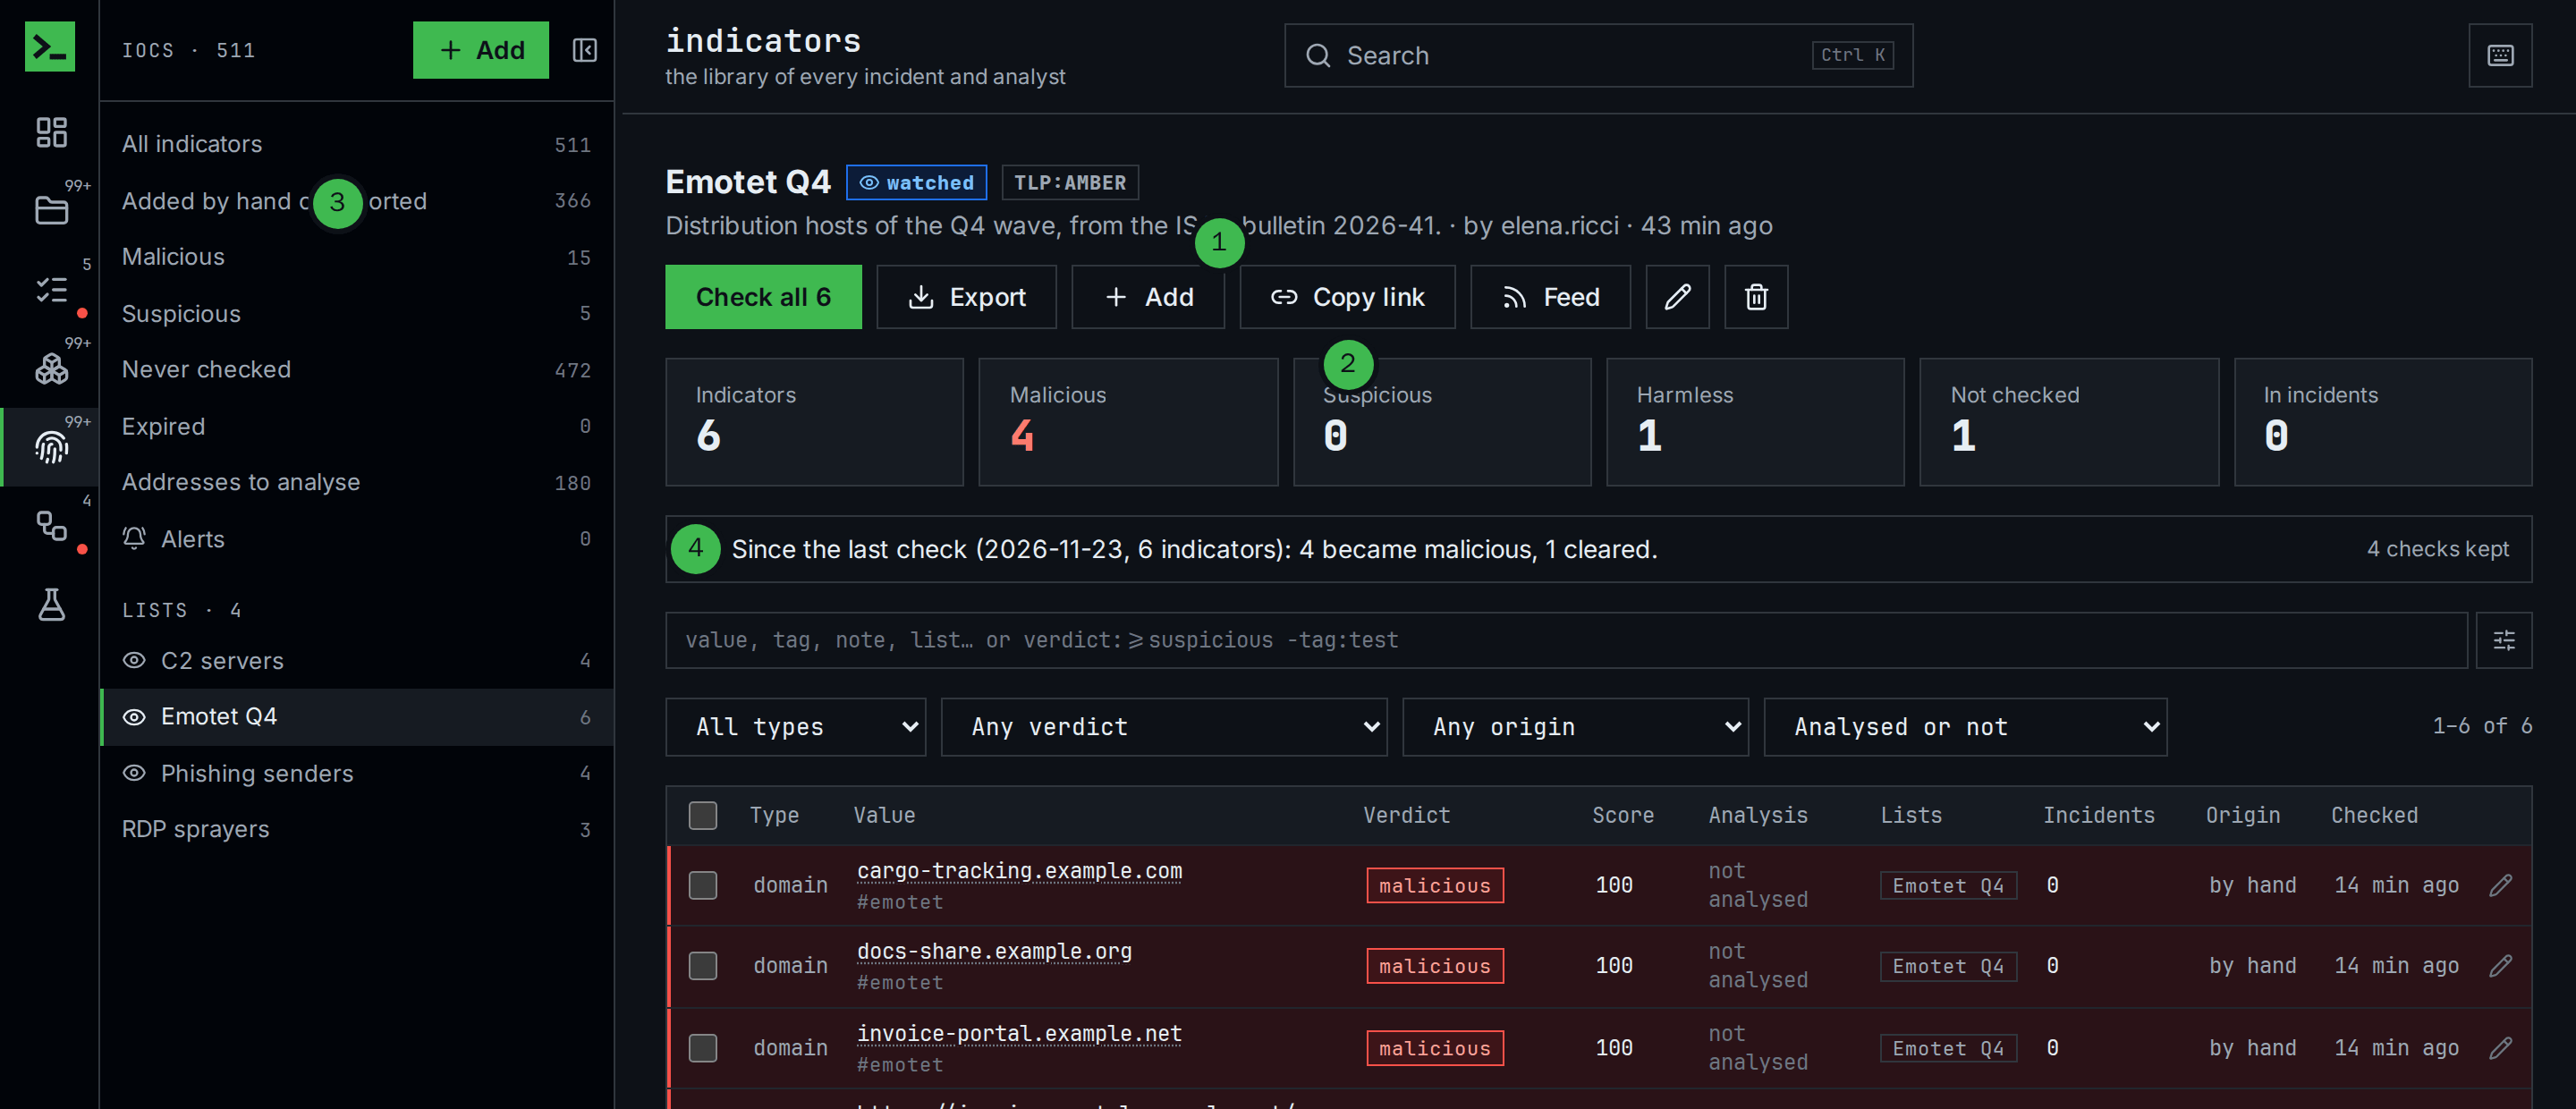 IOCS · 511
Add
All indicators 511
Added by hand orted 366
Malicious 15
Suspicious 5
Never checked 472
Expired 0
Addresses to analyse 180
Alerts 0
LISTS · 4
C2 servers 4
Emotet Q4 6
Phishing senders 4
RDP sprayers 3
99+
5
99+
99+
4
3
indicators
the library of every incident and analyst
Search Ctrl K
Emotet Q4 watched TLP:AMBER
Distribution hosts of the Q4 wave, from the bulletin 2026-41. · by elena.ricci · 43 min ago
1
Check all 6 Export Add Copy link Feed
2
Indicators Malicious Suspicious Harmless Not checked In incidents
6 4 0 1 1 0
4 Since the last check (2026-11-23, 6 indicators): 4 became malicious, 1 cleared. 4 checks kept
value, tag, note, list… or verdict:≥suspicious -tag:test
All types Any verdict Any origin Analysed or not 1–6 of 6
Type Value Verdict Score Analysis Lists Incidents Origin Checked
domain cargo-tracking.example.com malicious 100 not analysed Emotet Q4 0 by hand 14 min ago
#emotet
domain docs-share.example.org malicious 100 not analysed Emotet Q4 0 by hand 14 min ago
#emotet
domain invoice-portal.example.net malicious 100 not analysed Emotet Q4 0 by hand 14 min ago
#emotet